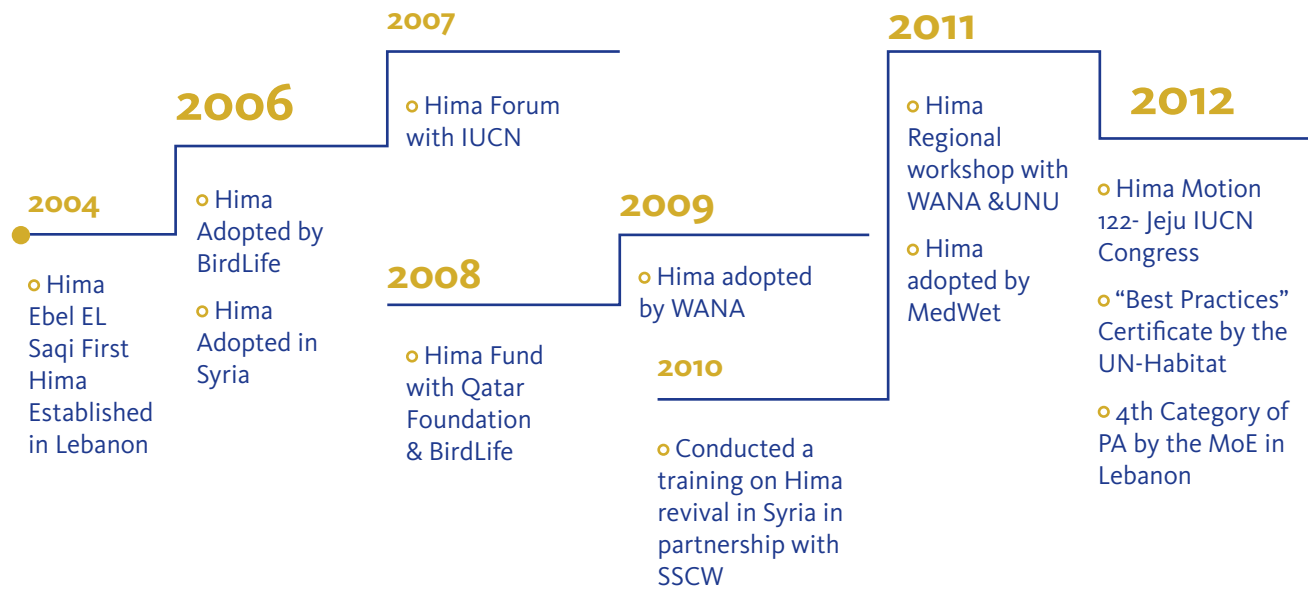 2004
Hima
Ebel EL
Saqi First
Hima
Established
in Lebanon
2006
Hima
Adopted by
BirdLife
Hima
Adopted in
Syria
2007
Hima Forum
with IUCN
2008
Hima Fund
with Qatar
Foundation
& BirdLife
2009
Hima adopted
by WANA
2010
Conducted a
training on Hima
revival in Syria in
partnership with
SSCW
2011
Hima
Regional
workshop with
WANA &UNU
Hima
adopted by
MedWet
2012
Hima Motion
122- Jeju IUCN
Congress
“Best Practices”
Certificate by the
UN-Habitat
4th Category of
PA by the MoE in
Lebanon